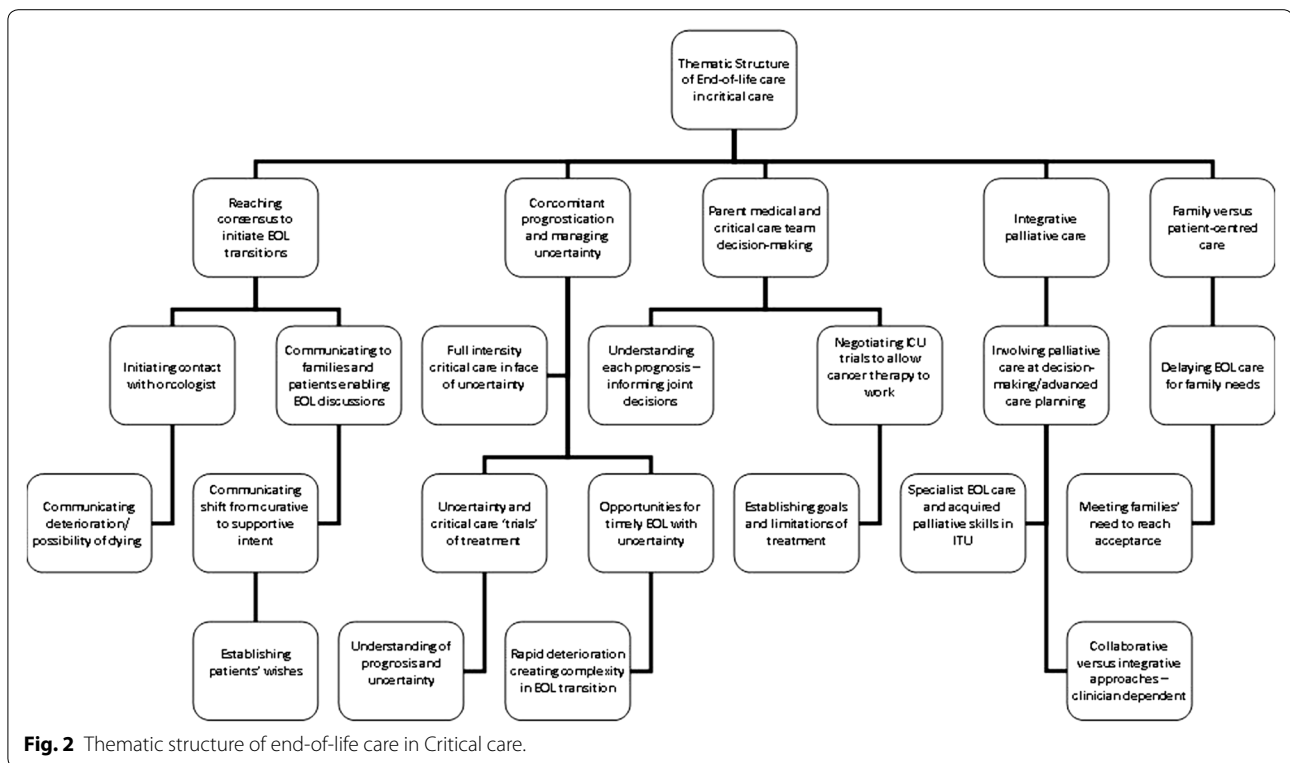 Thematic Structure
of End-of-life care
in critical care
Reaching
consensus to
initiate EOL
transitions
Concomitant
prognostication
and managing
uncertainty
Parent medical and
critical care team
decision-making
Integrative
palliative care
Family versus
patient-centred
care
Initiating contact
with oncologist
Communicating to
families and
patients enabling
EOL discussions
Full intensity
critical care in face
of uncertainty
Understanding
each prognosis –
informing joint
decisions
Negotiating ICU
trials to allow
cancer therapy to
work
Involving palliative
care at decision-
making/advanced
care planning
Delaying EOL care
for family needs
Communicating
deterioration/
possibility of dying
Communicating
shift from curative
to supportive
intent
Uncertainty and
critical care ‘trials’
of treatment
Opportunities for
timely EOL with
uncertainty
Establishing goals
and limitations of
treatment
Specialist EOL care
and acquired
palliative skills in
ITU
Meeting families’
need to reach
acceptance
Establishing
patients’ wishes
Understanding of
prognosis and
uncertainty
Rapid deterioration
creating complexity
in EOL transition
Collaborative
versus integrative
approaches –
clinician dependent
Fig. 2 Thematic structure of end-of-life care in Critical care.